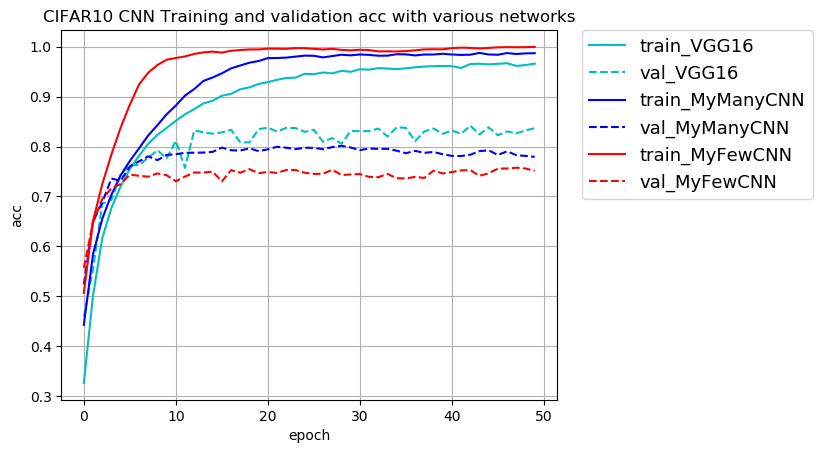 CIFAR10 CNN Training and validation acc with various networks
1.0
0.9
0.8
0.7
0.6
0.5
0.4
0.3
acc
0 10 20 30 40 50
epoch
train_VGG16
val_VGG16
train_MyManyCNN
val_MyManyCNN
train_MyFewCNN
val_MyFewCNN